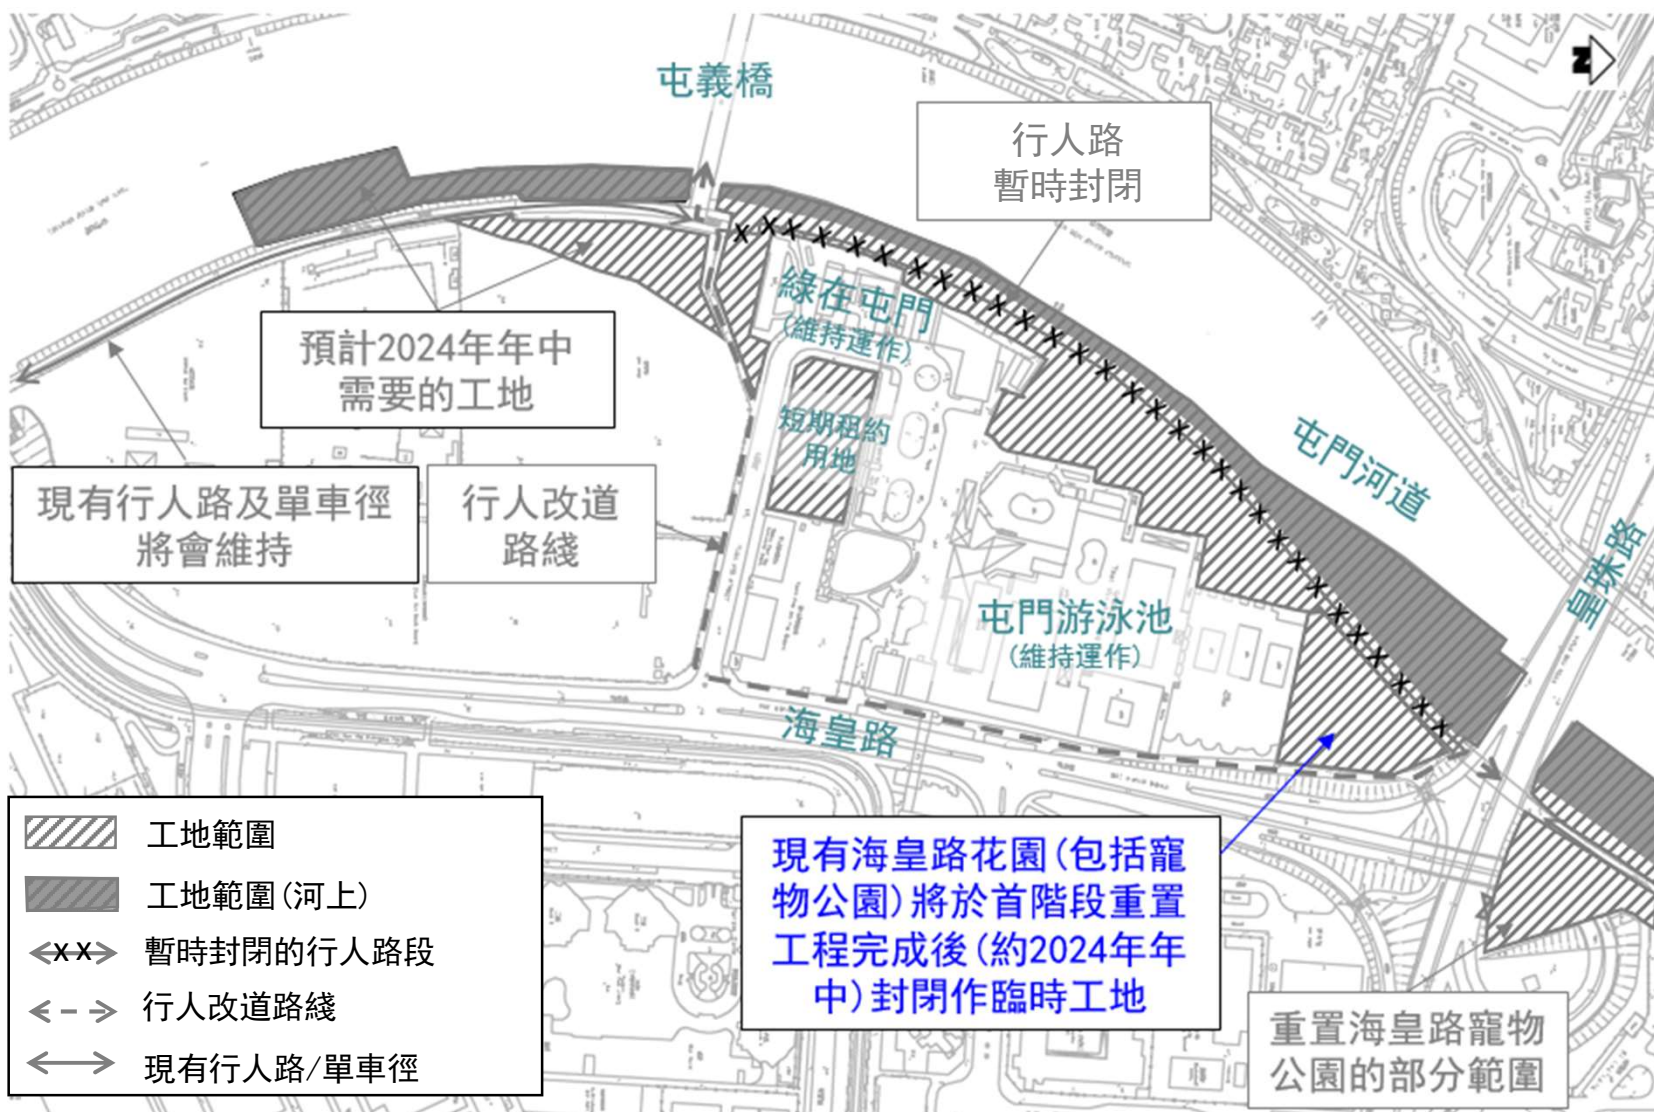 屯義橋
N
行人路
暫時封閉
綠在屯門
(維持運作)
預計2024年年中
需要的工地
短期租約
用地
屯門河道
現有行人路及單車徑
將會維持
行人改道
路綫
皇珠路
屯門游泳池
(維持運作)
海皇路
工地範圍
工地範圍(河上)
暫時封閉的行人路段
行人改道路綫
現有行人路/單車徑
現有海皇路花園(包括寵
物公園)將於首階段重置
工程完成後(約2024年年
中)封閉作臨時工地
重置海皇路寵物
公園的部分範圍